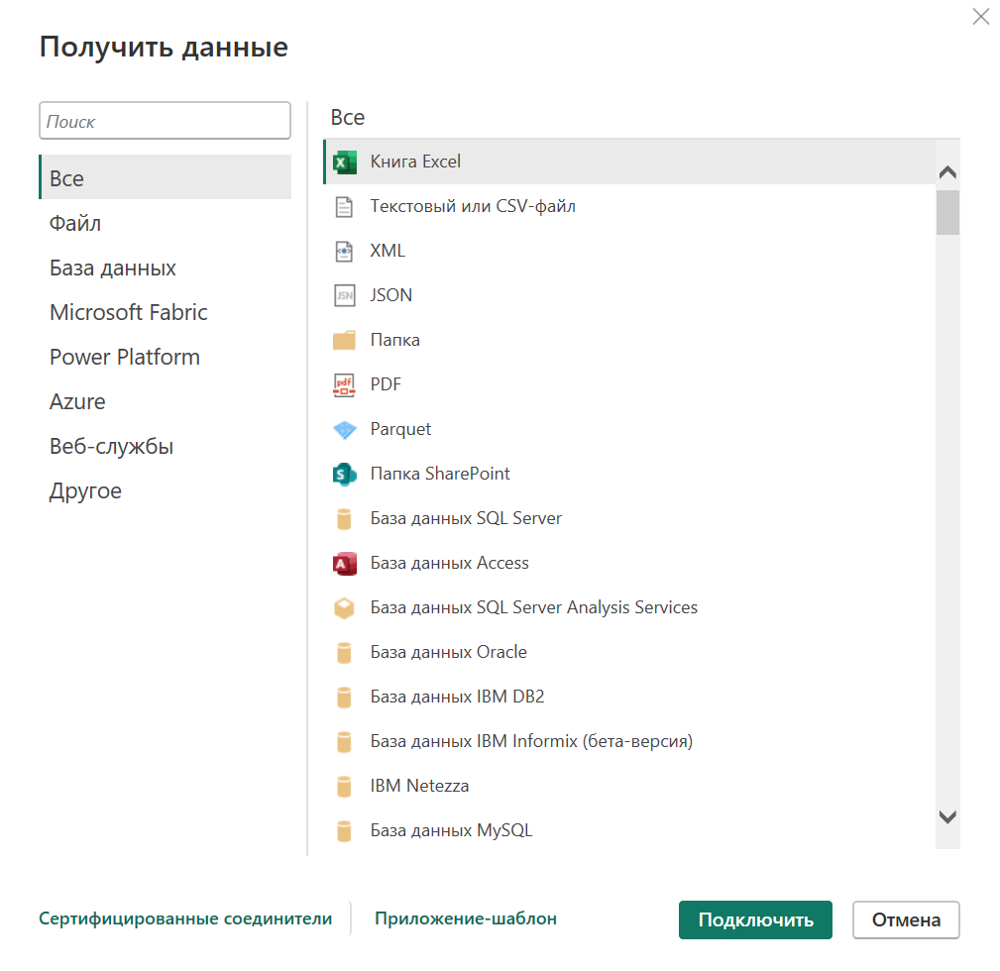 Получить данные
Поиск
Все
Файл
База данных
Microsoft Fabric
Power Platform
Azure
Веб-службы
Другое
Все
Книга Excel
Текстовый или CSV-файл
XML
JSN
JSON
Папка
pdf
PDF
Parquet
Папка SharePoint
База данных SQL Server
База данных Access
База данных SQL Server Analysis Services
База данных Oracle
База данных IBM DB2
База данных IBM Informix (бета-версия)
IBM Netezza
База данных MySQL
Сертифицированные соединители
Приложение-шаблон
Подключить
Отмена